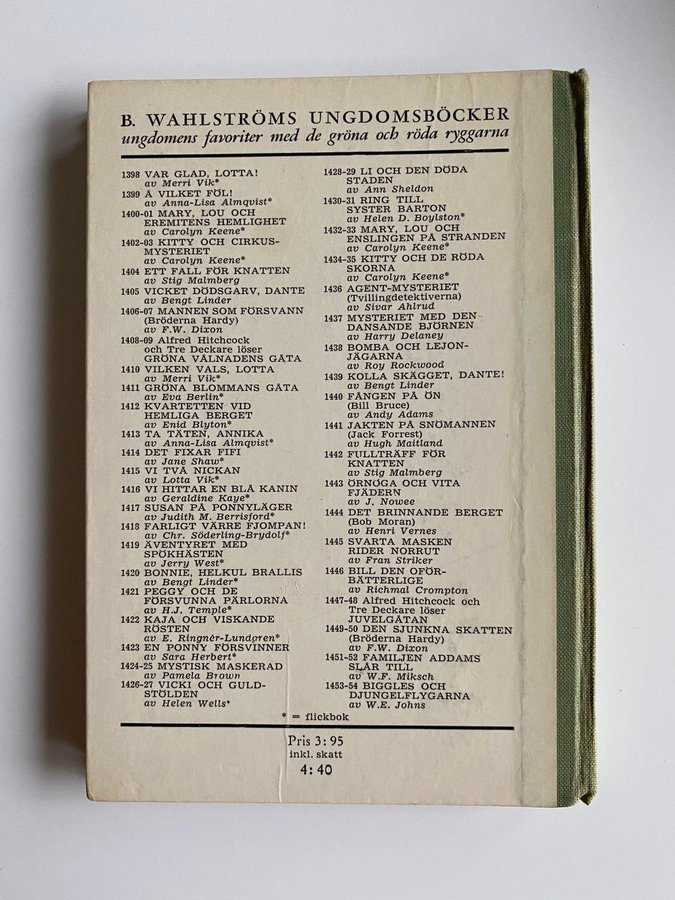 B. WAHLSTRÖMS UNGDOMSBÖCKER
ungdomens favoriter med de gröna och röda ryggarna
1398 VAR GLAD, LOTTA!
av Merri Vik*
1399 Å VILKET FÖL!
av Anna-Lisa Almqvist*
1400-01 MARY, LOU OCH
EREMITENS HEMLIGHET
av Carolyn Keene*
1402-03 KITTY OCH CIRKUS-
MYSTERIET
av Carolyn Keene*
1404 ETT FALL FÖR KNATTEN
av Stig Malmberg
1405 VICKET DÖDSGARV, DANTE
av Bengt Linder
1406-07 MANNEN SOM FÖRSVANN
(Bröderna Hardy)
av F.W. Dixon
1408-09 Alfred Hitchcock
och Tre Deckare löser
GRÖNA VÅLNADENS GÅTA
1410 VILKEN VALS, LOTTA
av Merri Vik*
1411 GRÖNA BLOMMANS GÅTA
av Eva Berlin*
1412 KVARTETTEN VID
HEMLIGA BERGET
av Enid Blyton*
1413 TA TÄTEN, ANNIKA
av Anna-Lisa Almqvist*
1414 DET FIXAR FIFI
av Jane Shaw*
1415 VI TVÅ NICKAN
av Lotta Vik*
1416 VI HITTAR EN BLÅ KANIN
av Geraldine Kaye*
1417 SUSAN PÅ PONNYLÄGER
av Judith M. Berrisford*
1418 FARLIGT VÄRRE FJOMPAN!
av Chr. Söderling-Brydolf*
1419 ÄVENTYRET MED
SPÖKHÄSTEN
av Jerry West*
1420 BONNIE, HELKUL BRALLIS
av Bengt Linder*
1421 PEGGY OCH DE
FÖRSVUNNA PÄRLORNA
av H.J. Temple*
1422 KAJA OCH VISKANDE
RÖSTEN
av E. Ringnér-Lundgren*
1423 EN PONNY FÖRSVINNER
av Sara Herbert*
1424-25 MYSTISK MASKERAD
av Pamela Brown
1426-27 VICKI OCH GULD-
STÖLDEN
av Helen Wells*
1428-29 LI OCH DEN DÖDA
STADEN
av Ann Sheldon
1430-31 RING TILL
SYSTER BARTON
av Helen D. Boylston*
1432-33 MARY, LOU OCH
ENSLINGEN PÅ STRANDEN
av Carolyn Keene*
1434-35 KITTY OCH DE RÖDA
SKORNA
av Carolyn Keene*
1436 AGENT-MYSTERIET
(Tvillingdetektiverna)
av Sivar Ahlrud
1437 MYSTERIET MED DEN
DANSANDE BJÖRNEN
av Harry Delaney
1438 BOMBA OCH LEJON-
JÄGARNA
av Roy Rockwood
1439 KOLLA SKÄGGET, DANTE!
av Bengt Linder
1440 FÅNGEN PÅ ÖN
(Bill Bruce)
av Andy Adams
1441 JAKTEN PÅ SNÖMANNEN
(Jack Forrest)
av Hugh Maitland
1442 FULLTRÄFF FÖR
KNATTEN
av Stig Malmberg
1443 ÖRNÖGA OCH VITA
FJÄDERN
av J. Nowee
1444 DET BRINNANDE BERGET
(Bob Moran)
av Henri Vernes
1445 SVARTA MASKEN
RIDER NORRUT
av Fran Striker
1446 BILL DEN OFÖR-
BÄTTERLIGE
av Richmal Crompton
1447-48 Alfred Hitchcock och
Tre Deckare löser
JUVELGÅTAN
1449-50 DEN SJUNKNA SKATTEN
(Bröderna Hardy)
av F.W. Dixon
1451-52 FAMILJEN ADDAMS
SLÅR TILL
av W.F. Miksch
1453-54 BIGGLES OCH
DJUNGELFLYGARNA
av W.E. Johns
* = flickbok
Pris 3:95
inkl. skatt
4:40